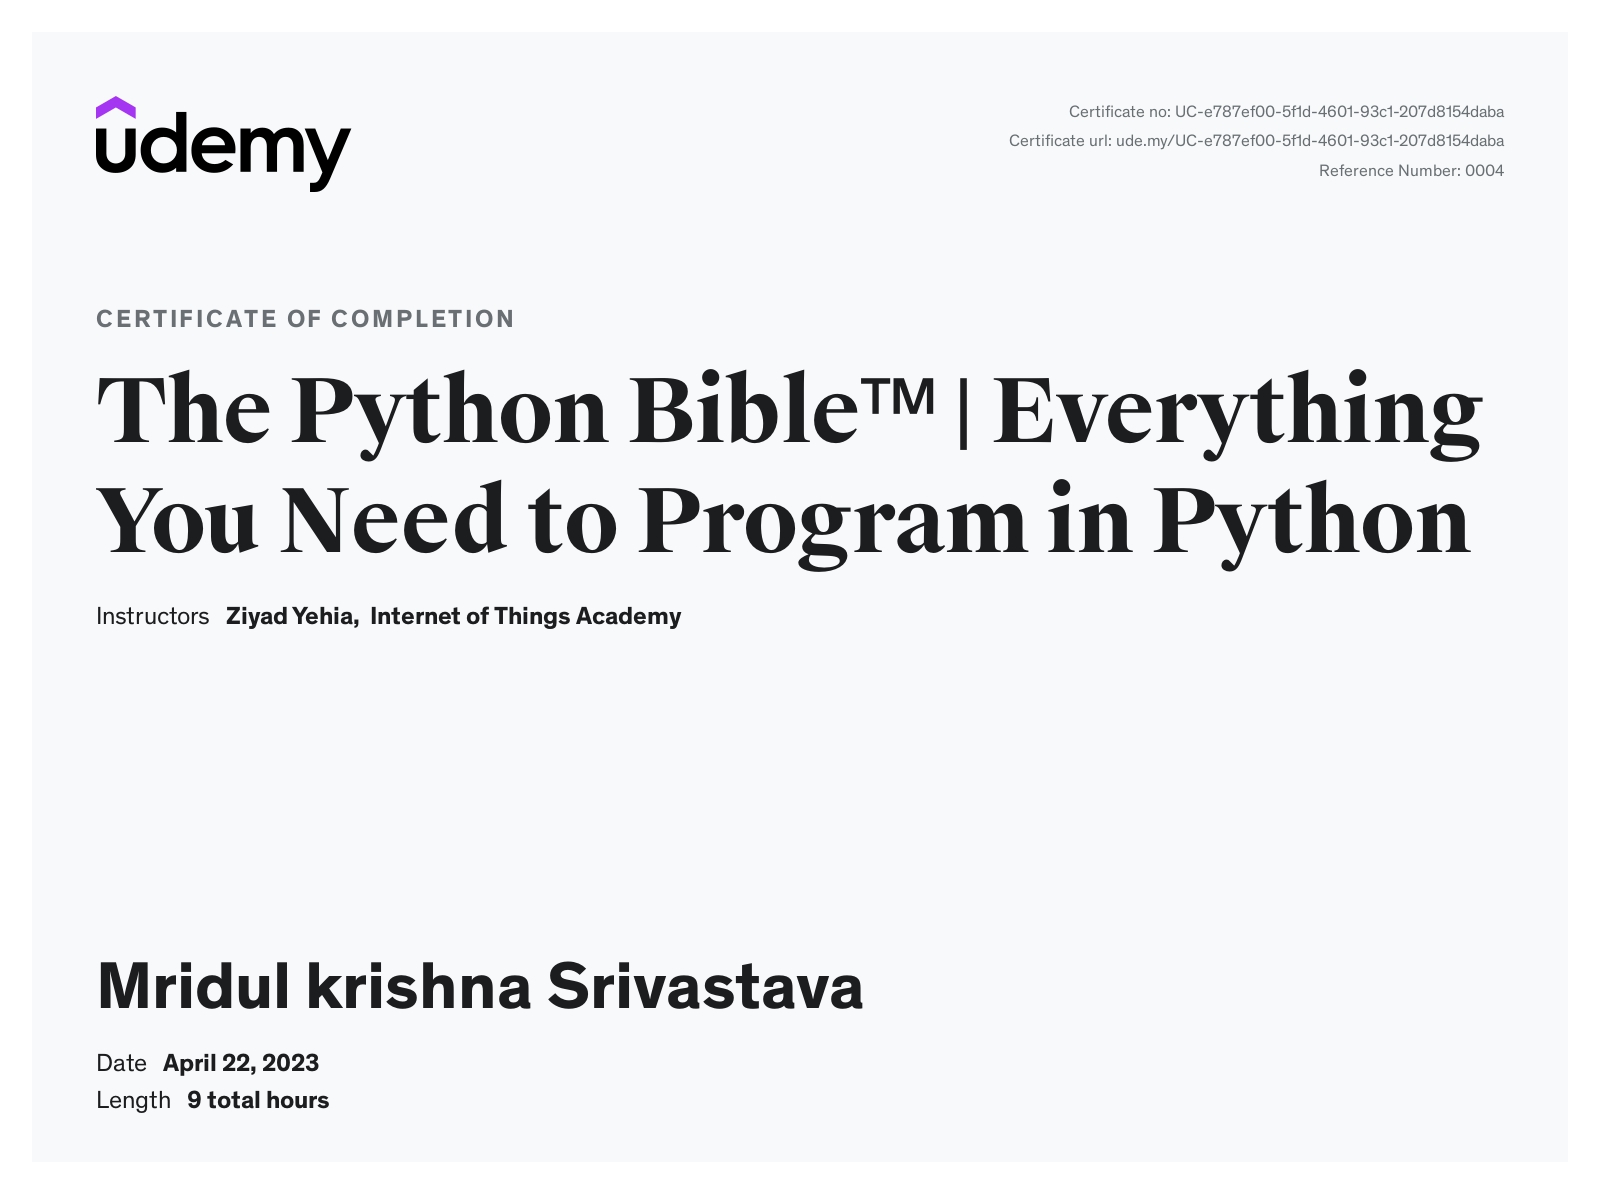 udemy
Certificate no: UC-e787ef00-5f1d-4601-93c1-207d8154daba
Certificate url: ude.my/UC-e787ef00-5f1d-4601-93c1-207d8154daba
Reference Number: 0004
CERTIFICATE OF COMPLETION
The Python Bible™ | Everything
You Need to Program in Python
Instructors Ziyad Yehia, Internet of Things Academy
Mridul krishna Srivastava
Date April 22, 2023
Length 9 total hours